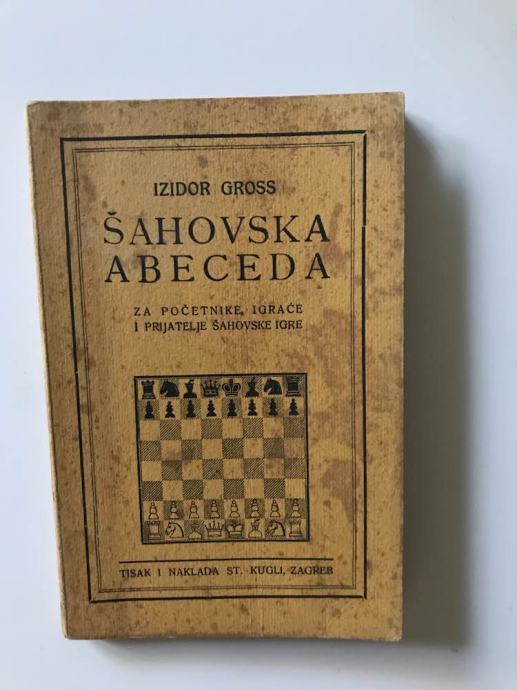 IZIDOR GROSS
ŠAHOVSKA
ABECEDA
ZA POČETNIKE, IGRAČE
I PRIJATELJE ŠAHOVSKE IGRE
TISAK I NAKLADA ST. KUGLI, ZAGREB